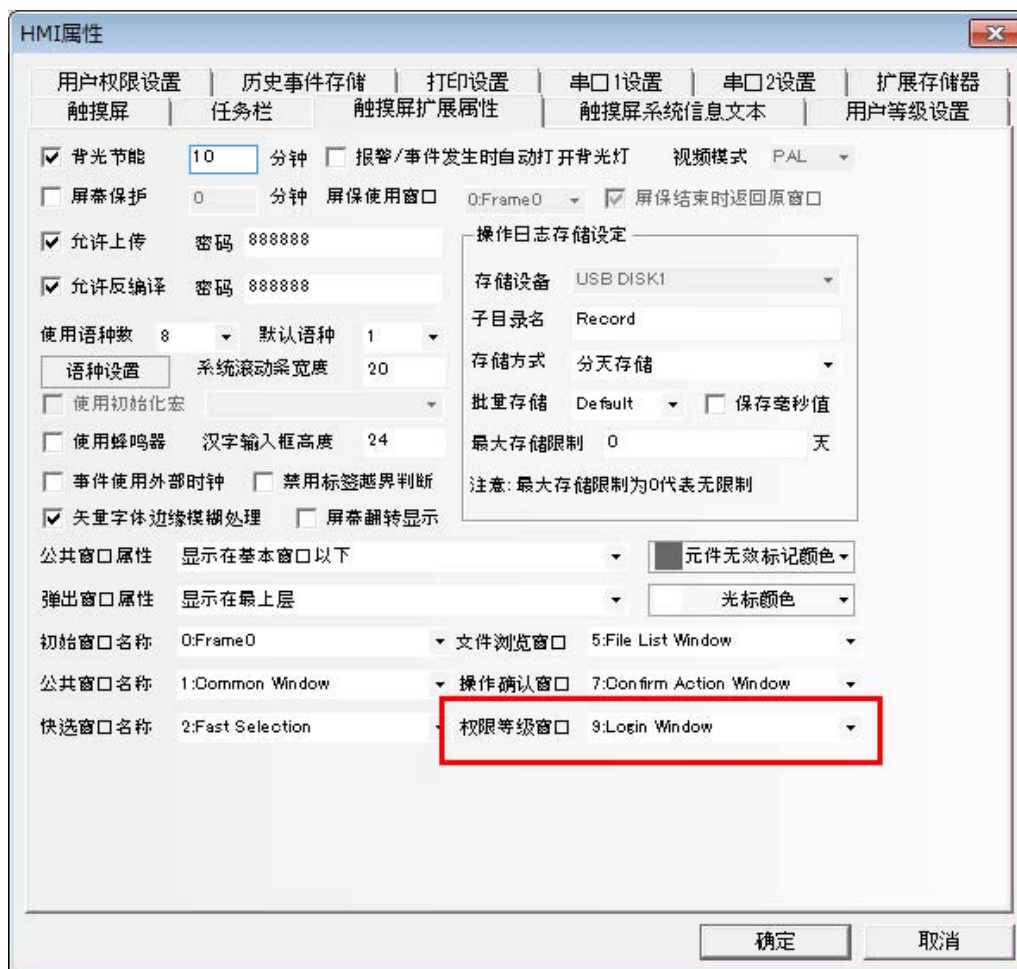 HMI属性
用户权限设置 历史事件存储 打印设置 串口1设置 串口2设置 扩展存储器
触摸屏 任务栏 触摸屏扩展属性 触摸屏系统信息文本 用户等级设置
背光节能 10 分钟 报警/事件发生时自动打开背光灯 视频模式 PAL
屏幕保护 0 分钟 屏保使用窗口 0:Frame0 屏保结束时返回原窗口
允许上传 密码 888888
允许反编译 密码 888888
使用语种数 8 默认语种 1
语种设置 系统滚动条宽度 20
使用初始化宏
使用蜂鸣器 汉字输入框高度 24
事件使用外部时钟 禁用标签越界判断
矢量字体边缘模糊处理 屏幕翻转显示
操作日志存储设定
存储设备 USB DISK1
子目录名 Record
存储方式 分天存储
批量存储 Default 保存毫秒值
最大存储限制 0 天
注意:最大存储限制为0代表无限制
公共窗口属性 显示在基本窗口以下 元件无效标记颜色
弹出窗口属性 显示在最上层 光标颜色
初始窗口名称 0:Frame0 文件浏览窗口 5:File List Window
公共窗口名称 1:Common Window 操作确认窗口 7:Confirm Action Window
快选窗口名称 2:Fast Selection 权限等级窗口 9:Login Window
确定 取消